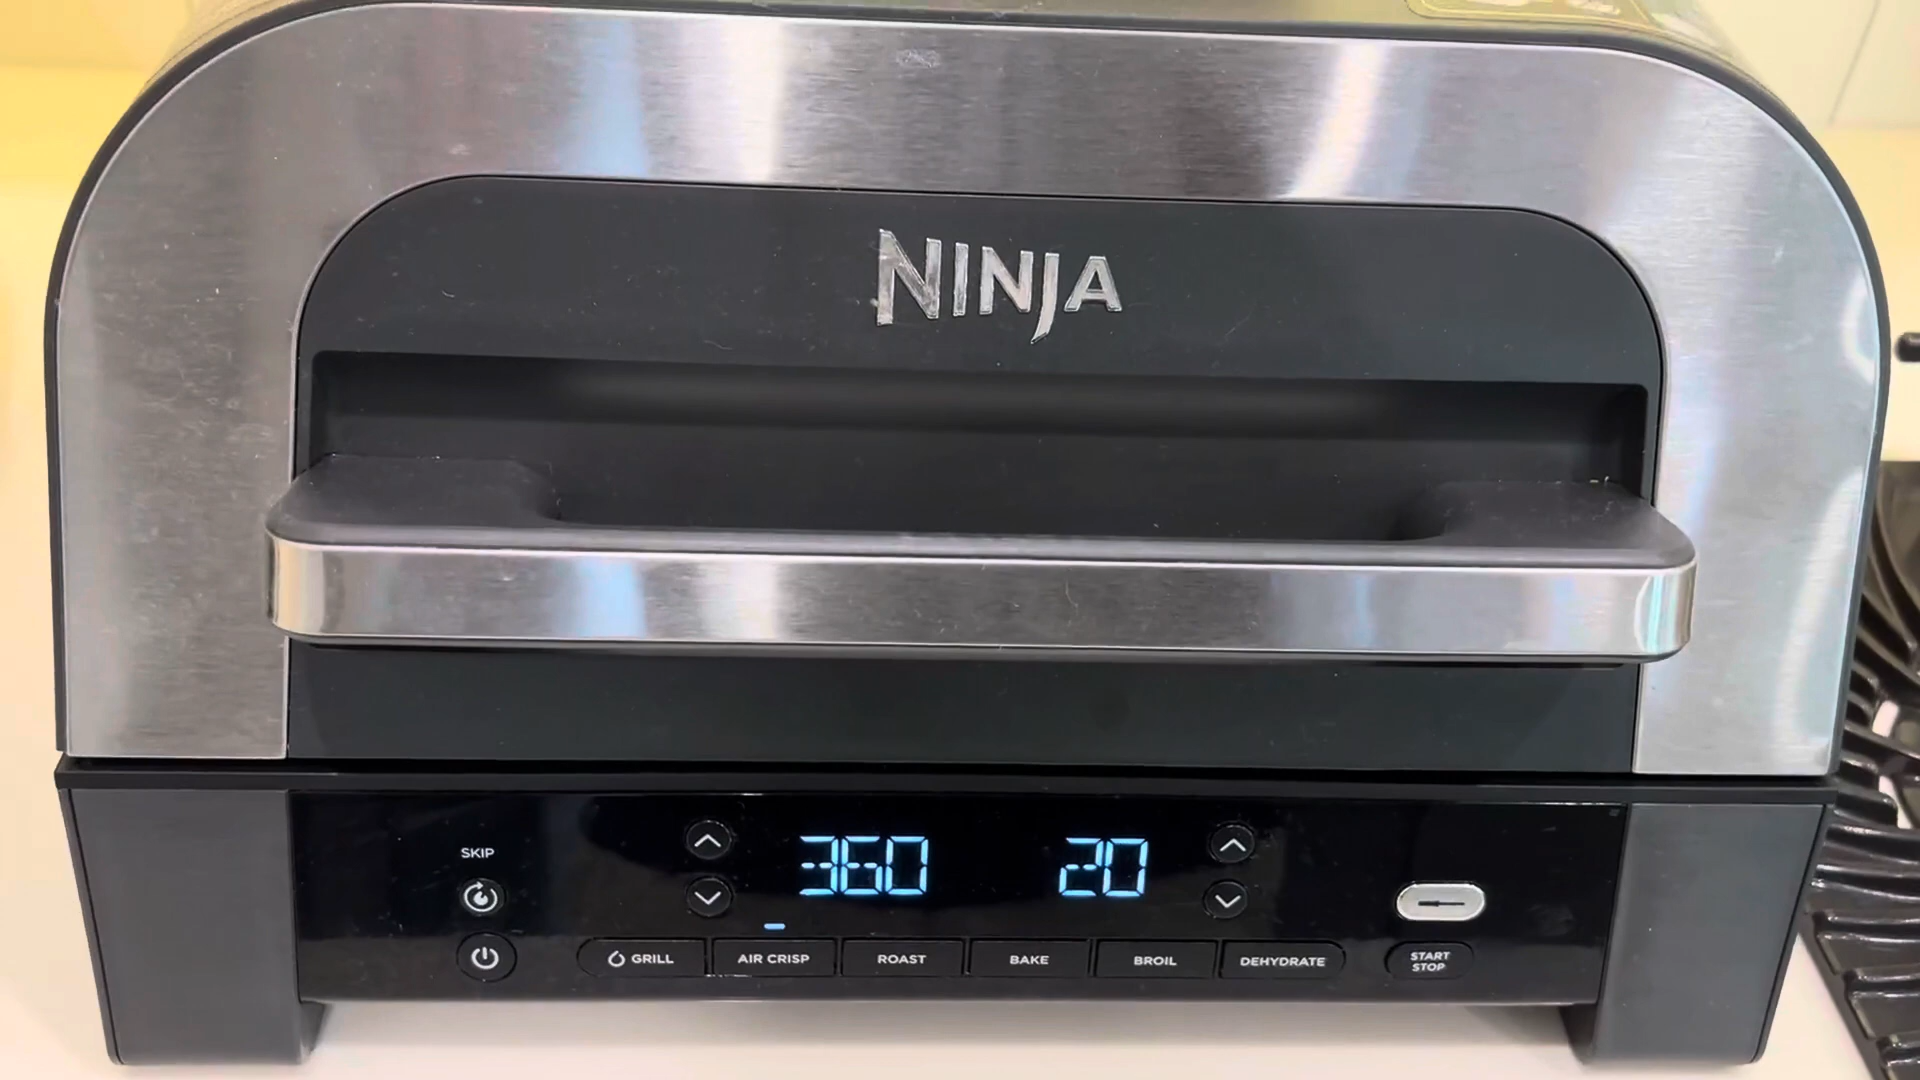 NINJA
SKIP
360 20
GRILL AIR CRISP ROAST BAKE BROIL DEHYDRATE
START
STOP